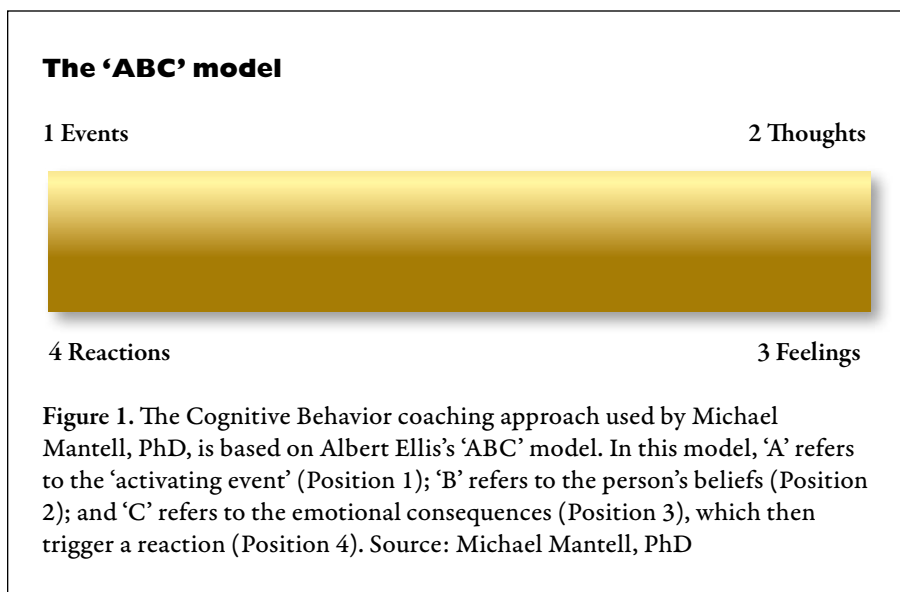 The ‘ABC’ model
1 Events 2 Thoughts
4 Reactions 3 Feelings
Figure 1. The Cognitive Behavior coaching approach used by Michael
Mantell, PhD, is based on Albert Ellis’s ‘ABC’ model. In this model, ‘A’ refers
to the ‘activating event’ (Position 1); ‘B’ refers to the person’s beliefs (Position
2); and ‘C’ refers to the emotional consequences (Position 3), which then
trigger a reaction (Position 4). Source: Michael Mantell, PhD